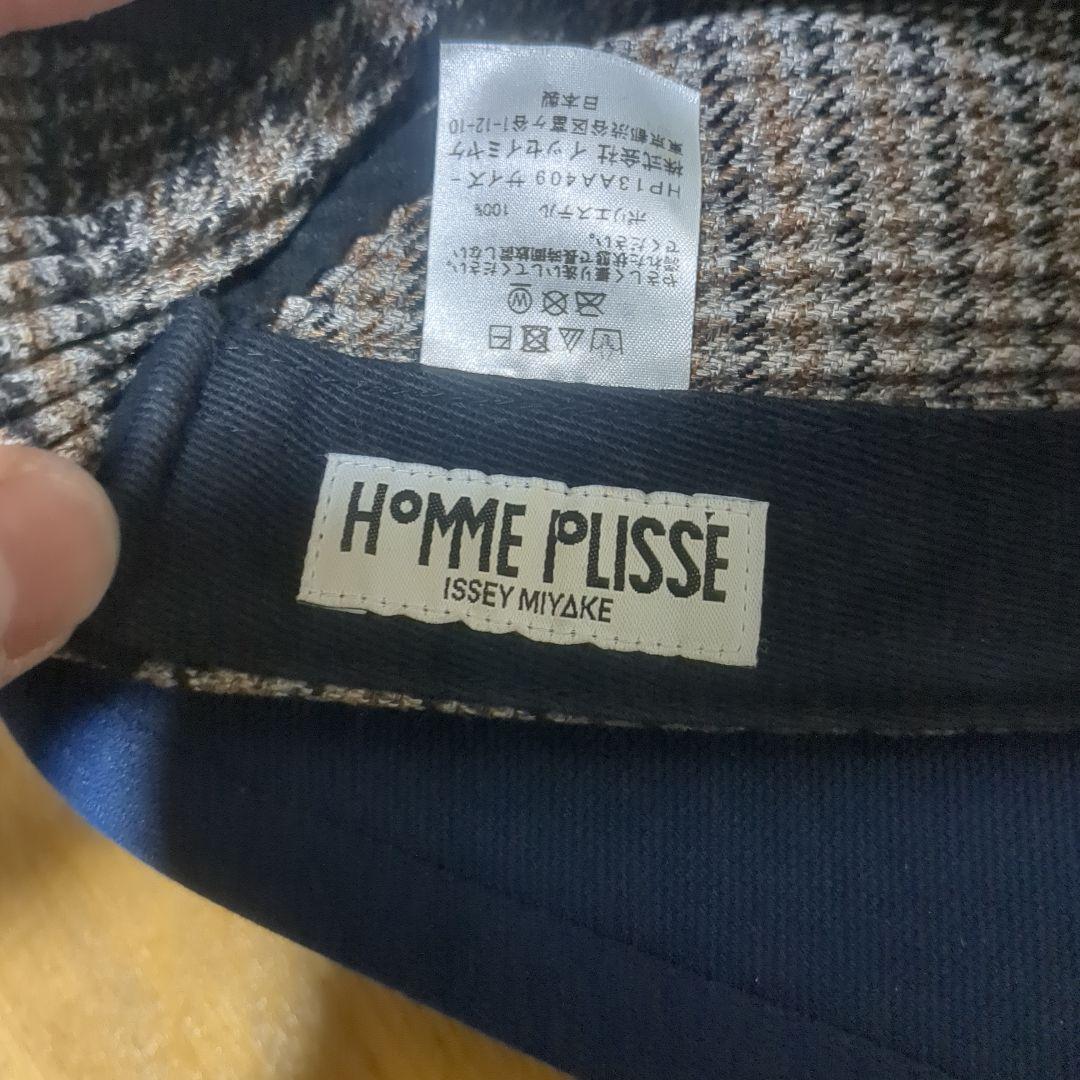 HOMME PLISSÉ
ISSEY MIYAKE
やさしく振り洗いしてください。
濡れた状態で長時間放置しない
でください。
ポリエステル 100%
HP13AA409 サイズ -
株式会社 イッセイミヤケ
東京都渋谷区富ヶ谷1-12-10
日本製